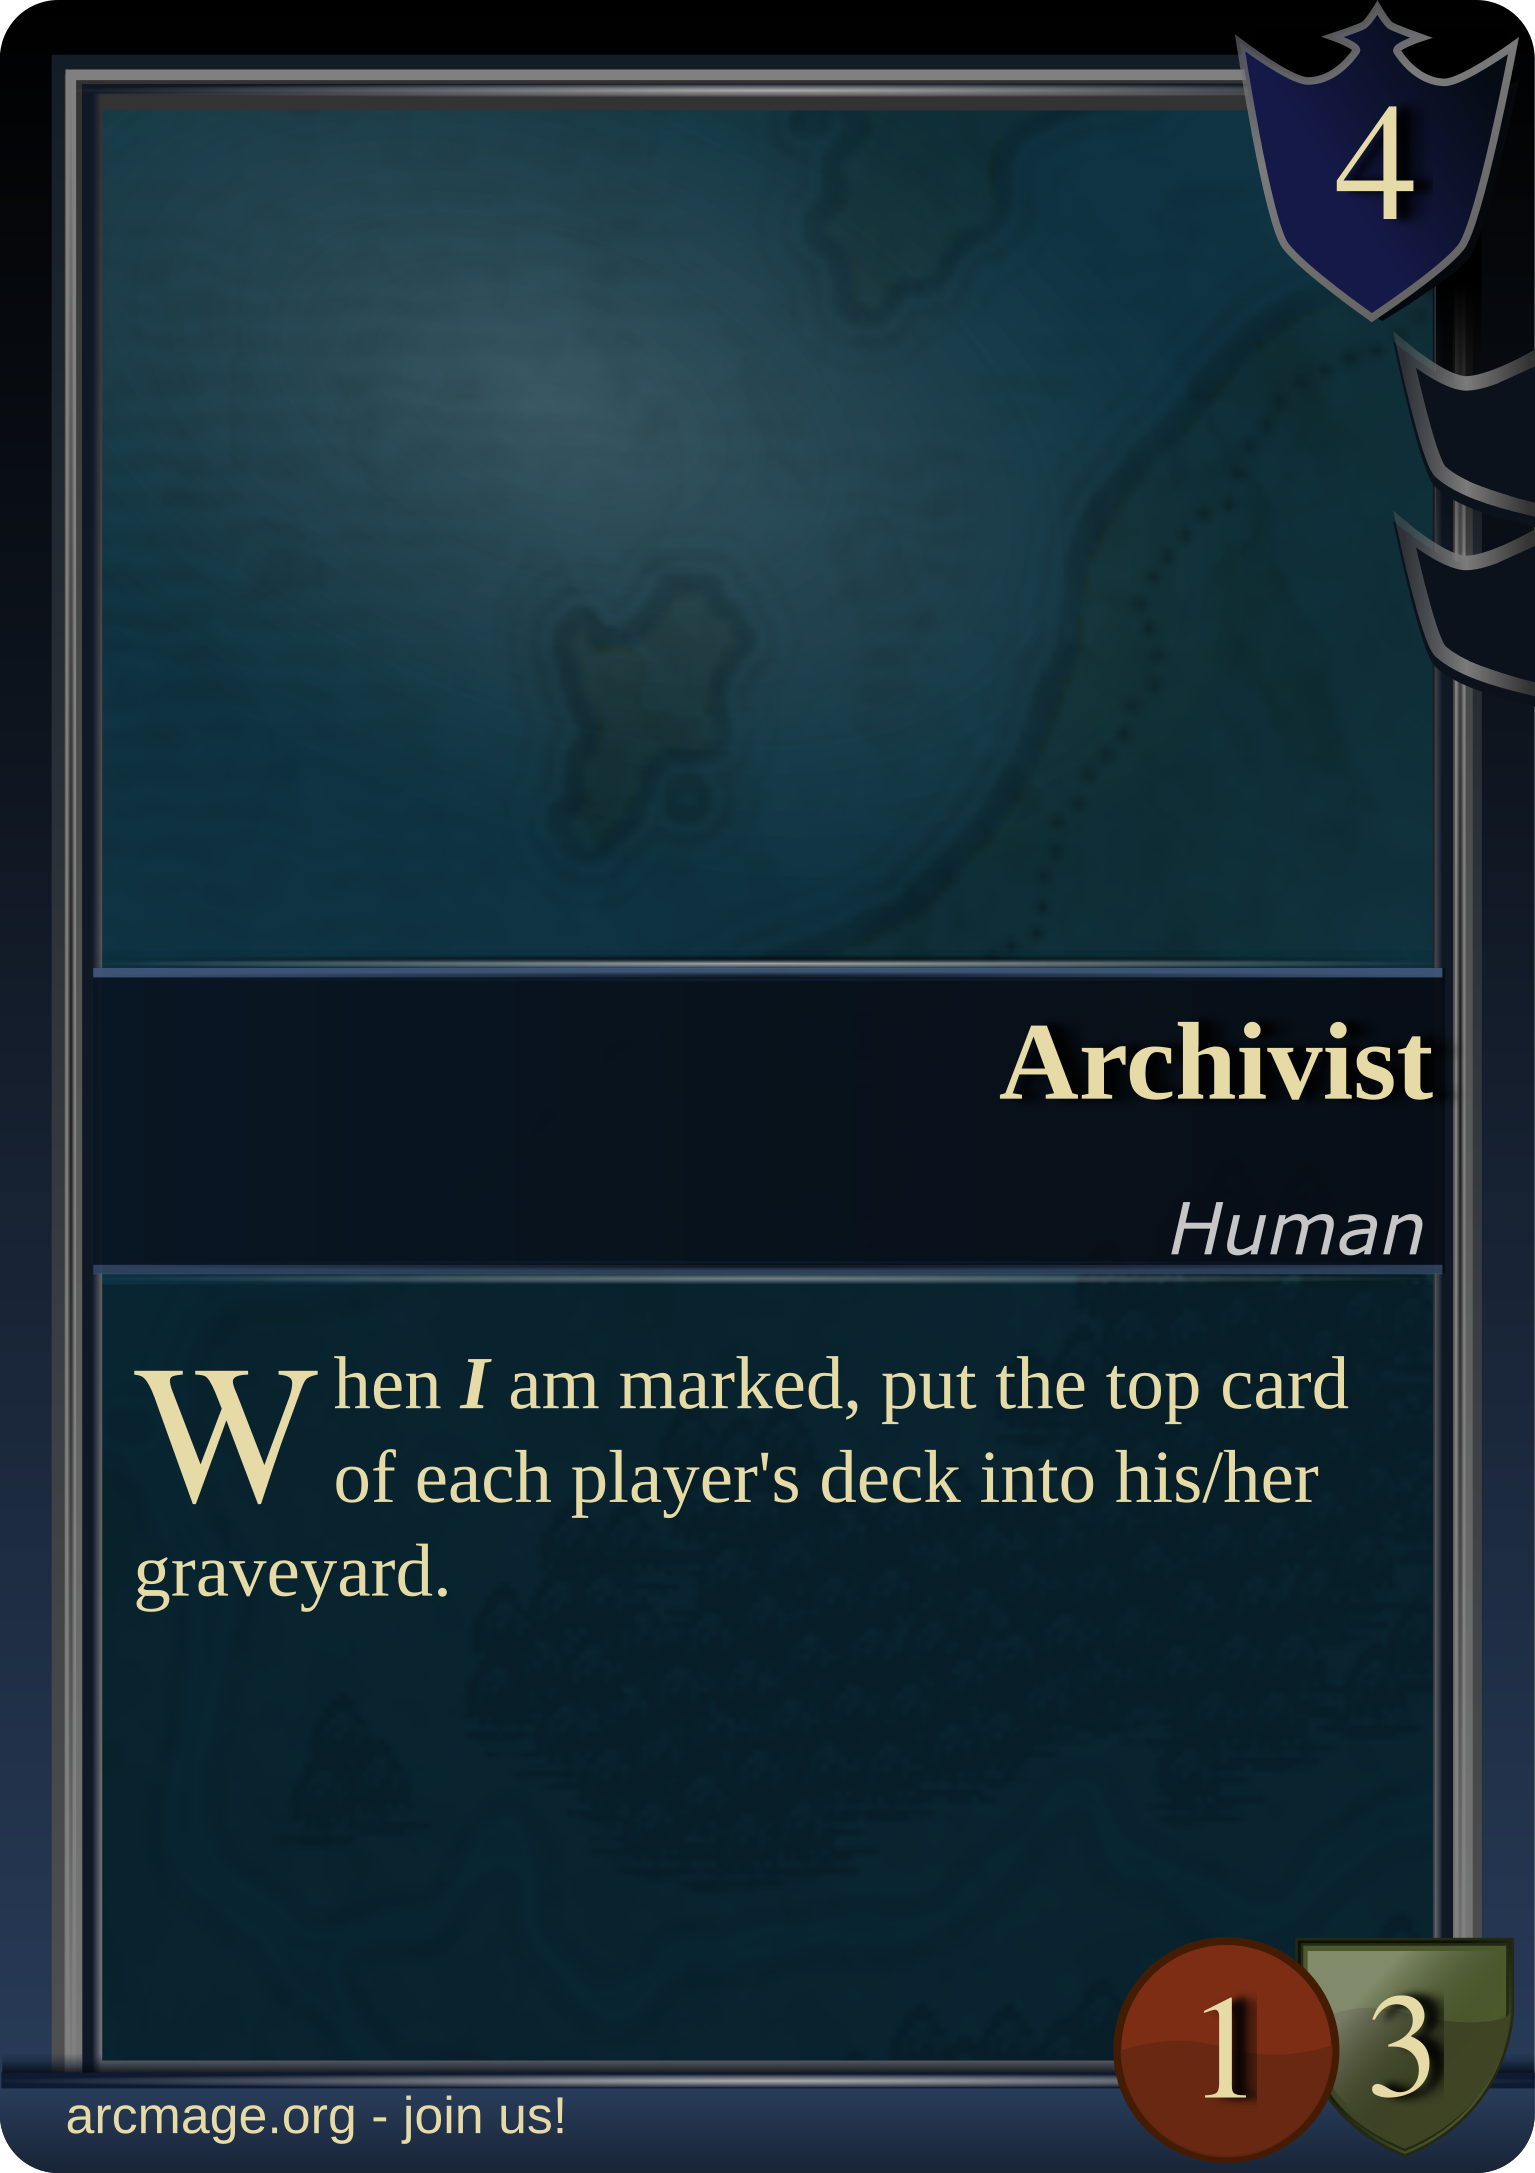 4
Archivist
Human
When I am marked, put the top card
of each player's deck into his/her
graveyard.
1 3
arcmage.org - join us!